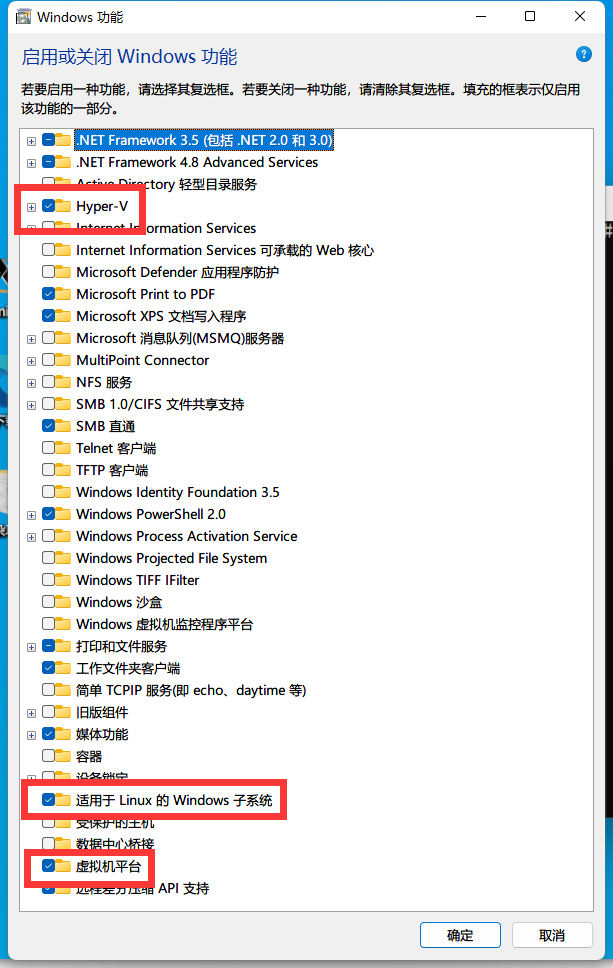 Windows 功能
启用或关闭 Windows 功能
若要启用一种功能，请选择其复选框。若要关闭一种功能，请清除其复选框。填充的框表示仅启用
该功能的一部分。
.NET Framework 3.5 (包括 .NET 2.0 和 3.0)
.NET Framework 4.8 Advanced Services
Active Directory 轻型目录服务
Hyper-V
Internet Information Services
Internet Information Services 可承载的 Web 核心
Microsoft Defender 应用程序防护
Microsoft Print to PDF
Microsoft XPS 文档写入程序
Microsoft 消息队列(MSMQ)服务器
MultiPoint Connector
NFS 服务
SMB 1.0/CIFS 文件共享支持
SMB 直通
Telnet 客户端
TFTP 客户端
Windows Identity Foundation 3.5
Windows PowerShell 2.0
Windows Process Activation Service
Windows Projected File System
Windows TIFF IFilter
Windows 沙盒
Windows 虚拟机监控程序平台
打印和文件服务
工作文件夹客户端
简单 TCPIP 服务(即 echo、daytime 等)
旧版组件
媒体功能
容器
设备锁定
适用于 Linux 的 Windows 子系统
受保护的主机
数据中心桥接
虚拟机平台
远程差分压缩 API 支持
确定
取消